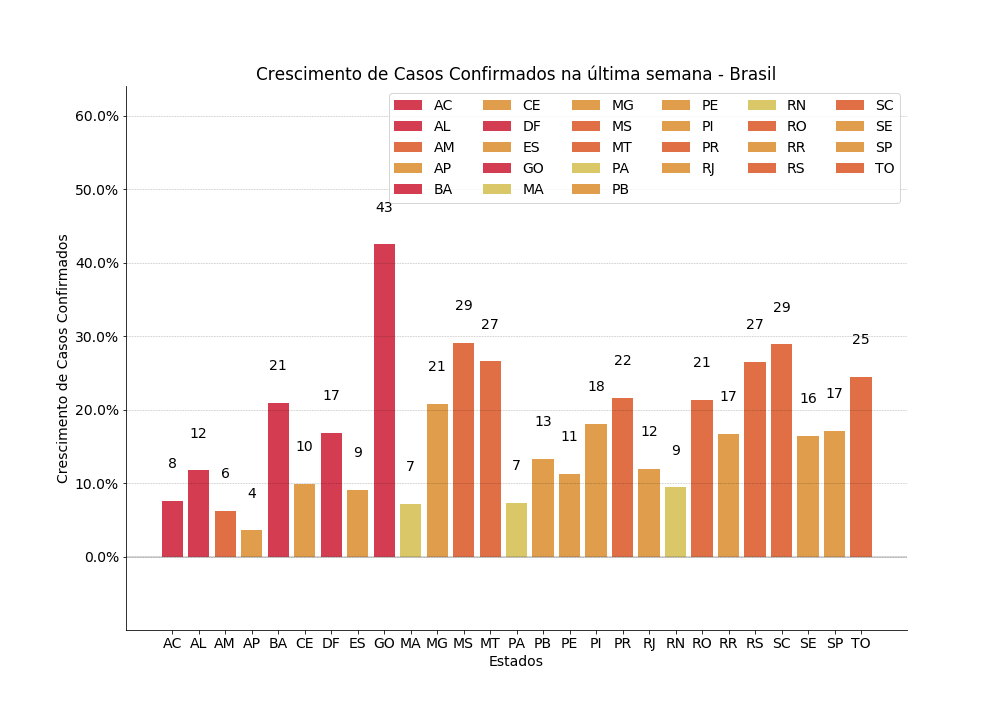 Crescimento de Casos Confirmados na última semana - Brasil
AC CE MG PE RN SC
AL DF MS PI RO SE
AM ES MT PR RR SP
AP GO PA RJ RS TO
BA MA PB
Crescimento de Casos Confirmados
60.0%
50.0%
40.0%
30.0%
20.0%
10.0%
0.0%
8 12 6 4 21 10 17 9 43 7 21 29 27 7 13 11 18 22 12 9 21 17 27 29 16 17 25
AC AL AM AP BA CE DF ES GO MA MG MS MT PA PB PE PI PR RJ RN RO RR RS SC SE SP TO
Estados